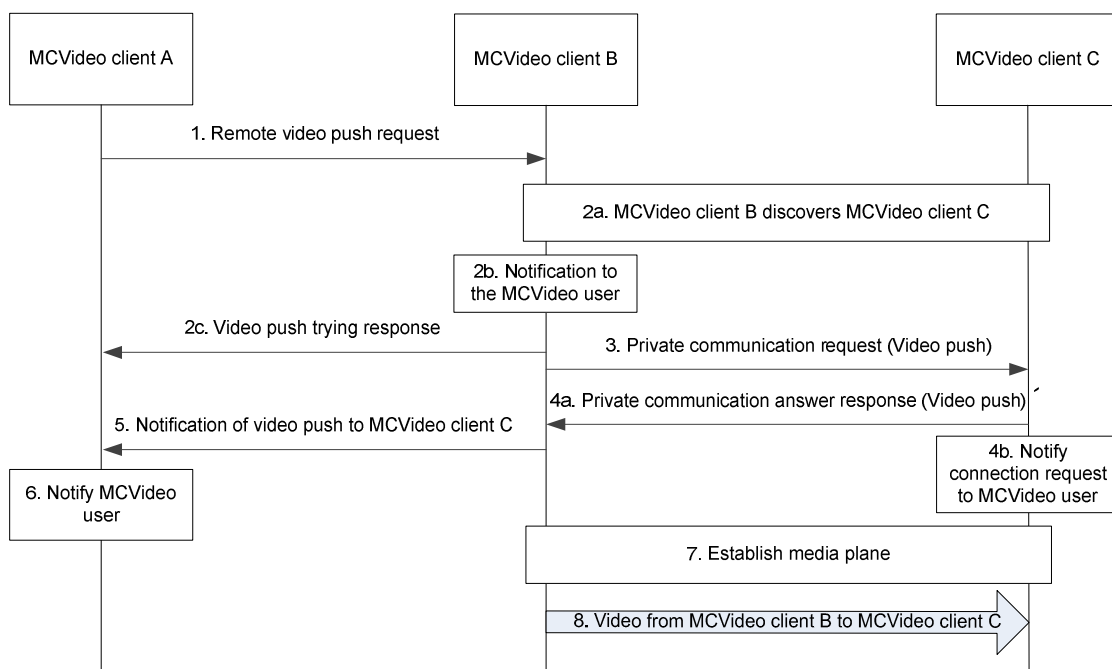 MCVideo client A
MCVideo client B
MCVideo client C
1. Remote video push request
2a. MCVideo client B discovers MCVideo client C
2b. Notification to
the MCVideo user
2c. Video push trying response
3. Private communication request (Video push)
4a. Private communication answer response (Video push)
5. Notification of video push to MCVideo client C
4b. Notify
connection request
to MCVideo user
6. Notify MCVideo
user
7. Establish media plane
8. Video from MCVideo client B to MCVideo client C